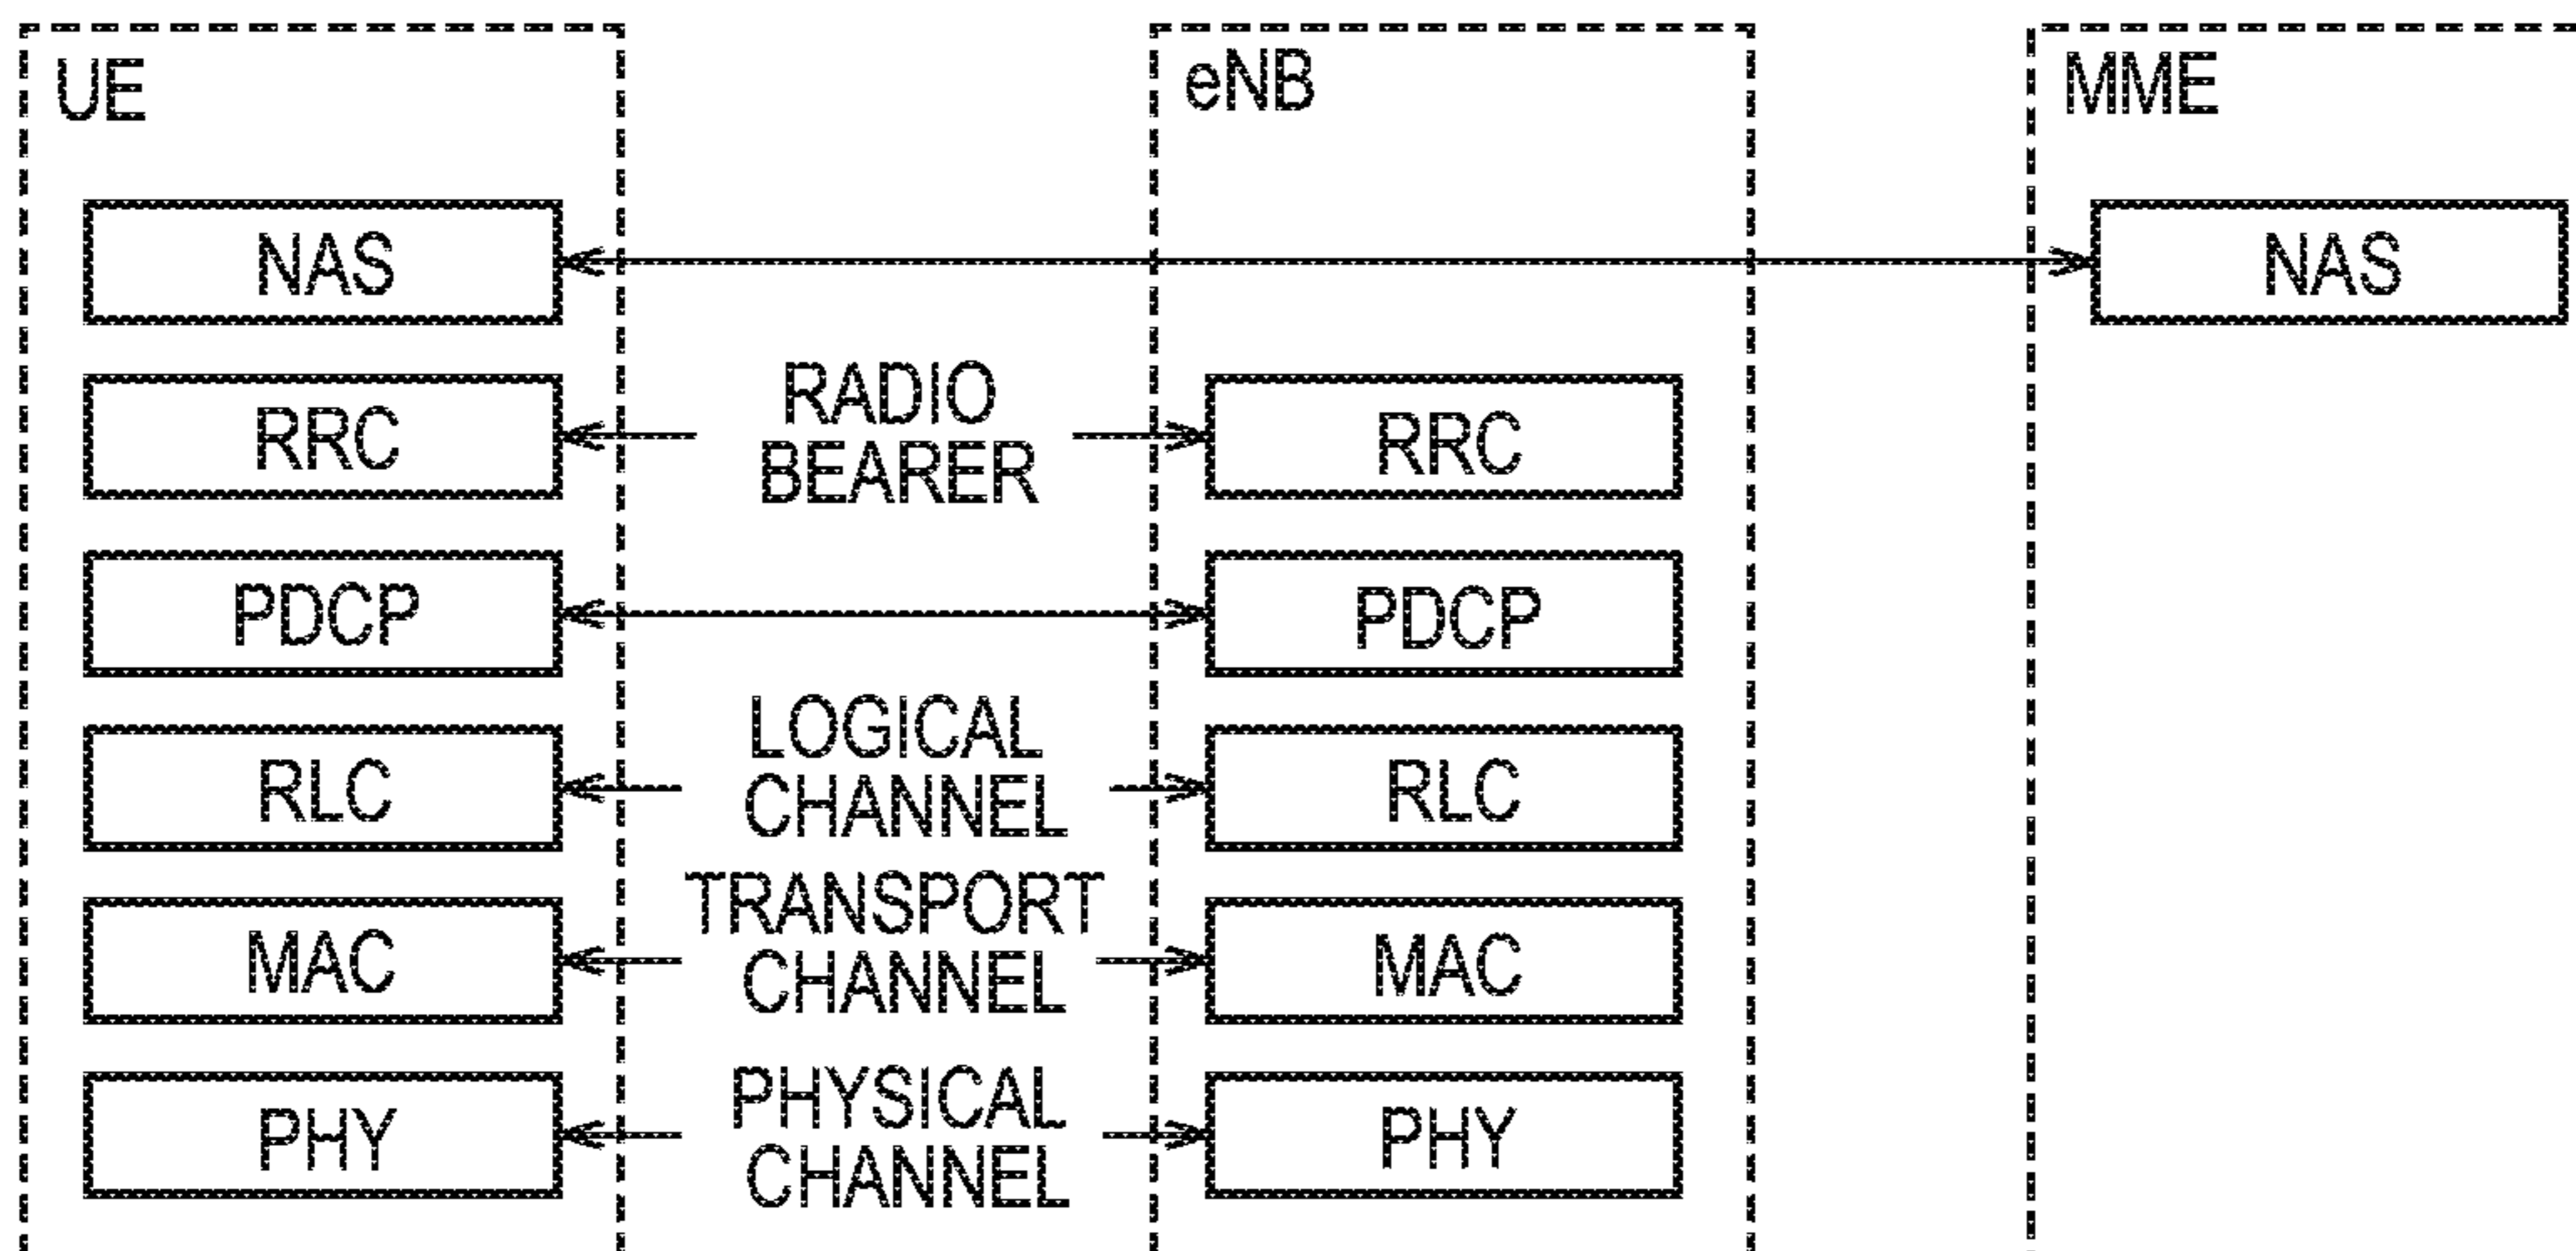 UE
eNB
MME
NAS
NAS
RRC
RADIO
BEARER
RRC
PDCP
PDCP
RLC
LOGICAL
CHANNEL
RLC
MAC
TRANSPORT
CHANNEL
MAC
PHY
PHYSICAL
CHANNEL
PHY